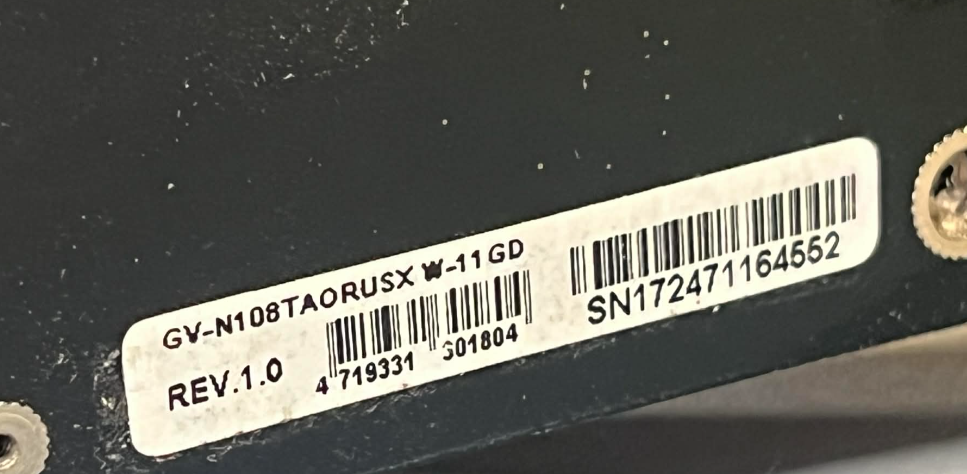 GV-N108TAORUSX W-11GD
REV.1.0
4 719331 301804
SN172471164552